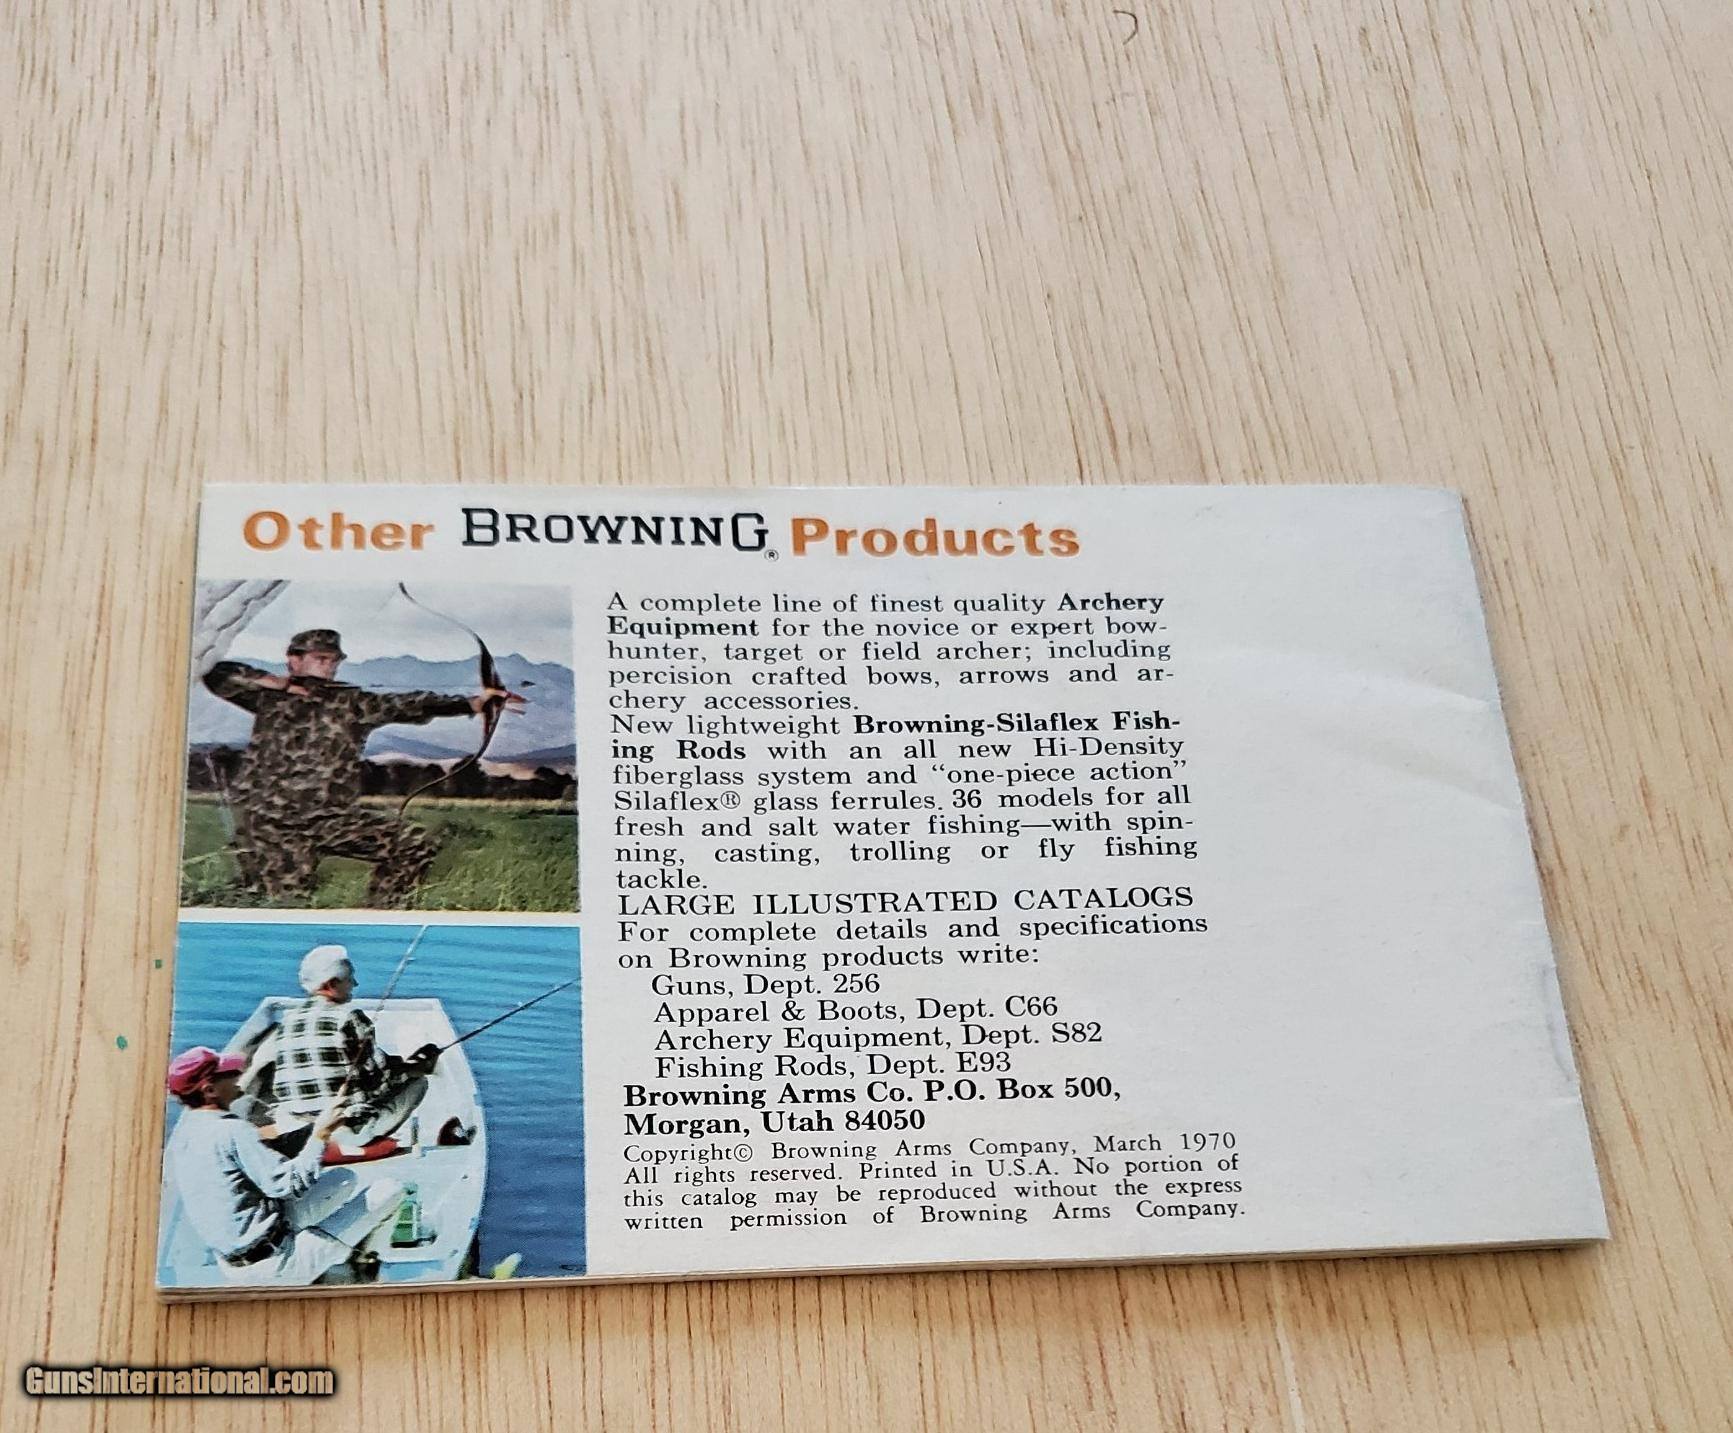 Other BROWNING® Products
A complete line of finest quality Archery
Equipment for the novice or expert bow-
hunter, target or field archer; including
percision crafted bows, arrows and ar-
chery accessories.
New lightweight Browning-Silaflex Fish-
ing Rods with an all new Hi-Density
fiberglass system and “one-piece action”
Silaflex® glass ferrules. 36 models for all
fresh and salt water fishing—with spin-
ning, casting, trolling or fly fishing
tackle.
LARGE ILLUSTRATED CATALOGS
For complete details and specifications
on Browning products write:
Guns, Dept. 256
Apparel & Boots, Dept. C66
Archery Equipment, Dept. S82
Fishing Rods, Dept. E93
Browning Arms Co. P.O. Box 500,
Morgan, Utah 84050
Copyright© Browning Arms Company, March 1970
All rights reserved. Printed in U.S.A. No portion of
this catalog may be reproduced without the express
written permission of Browning Arms Company.
GunsInternational.com